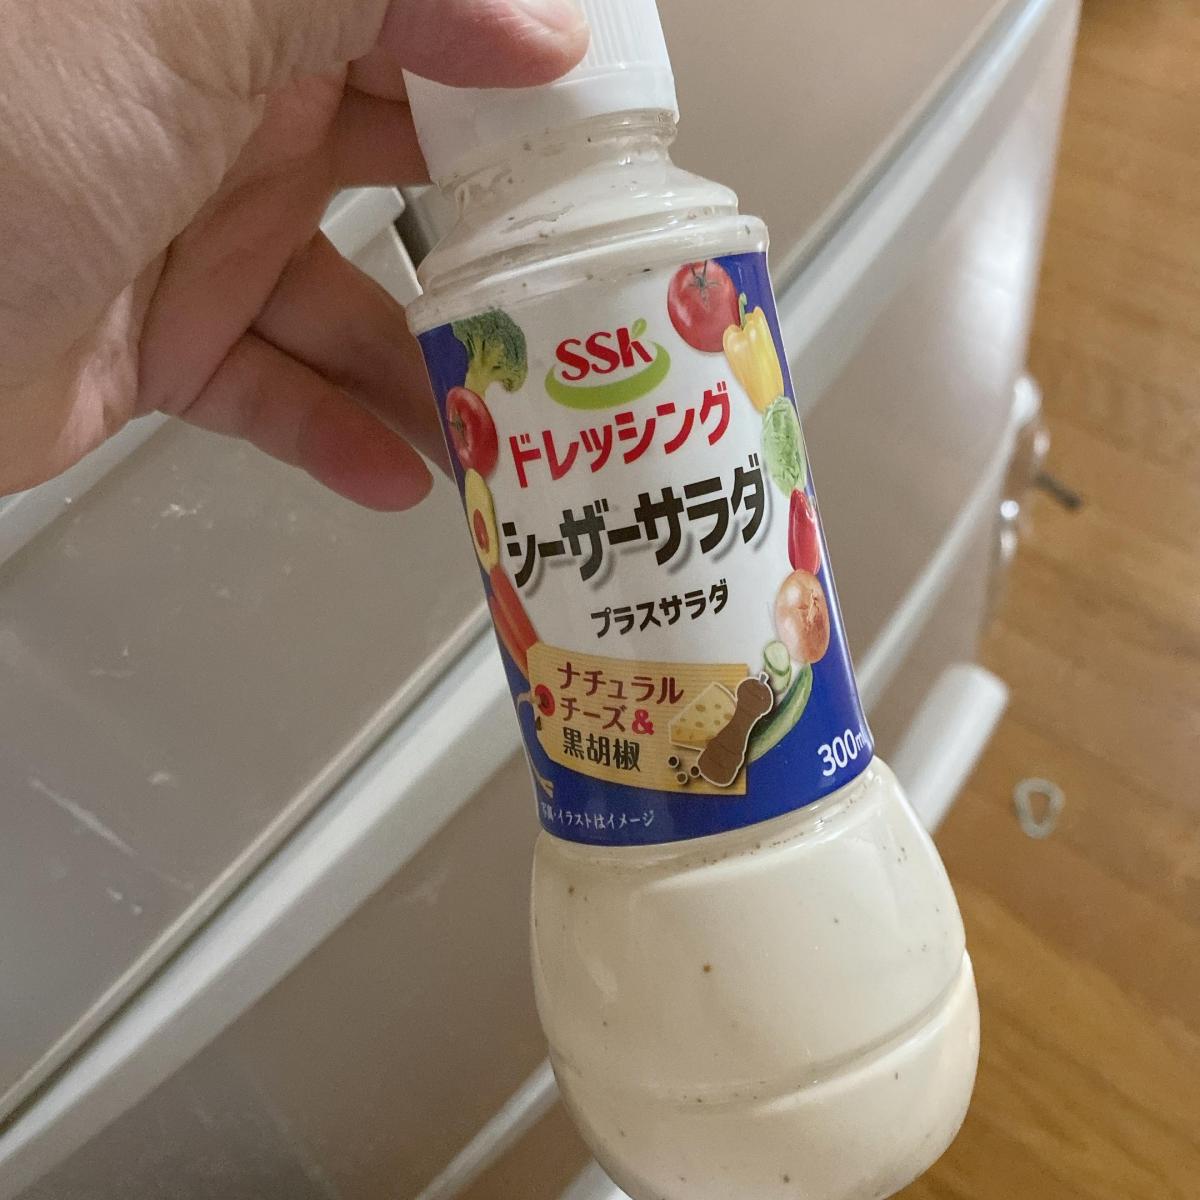 SSK
ドレッシング
シーザーサラダ
プラスサラダ
ナチュラル
チーズ&
黒胡椒
300m
写真・イラストはイメージ